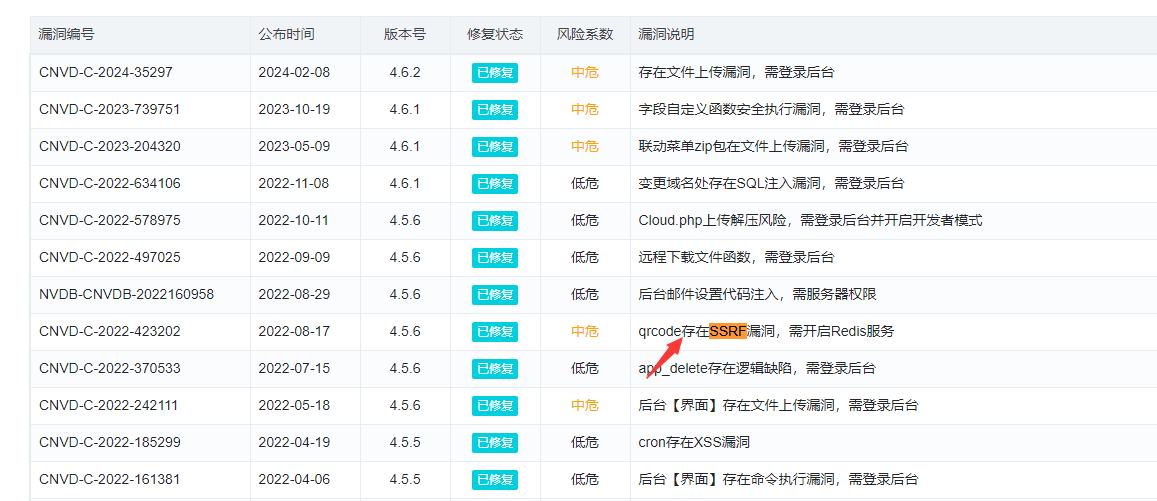 漏洞编号 公布时间 版本号 修复状态 风险系数 漏洞说明
CNVD-C-2024-35297 2024-02-08 4.6.2 已修复 中危 存在文件上传漏洞，需登录后台
CNVD-C-2023-739751 2023-10-19 4.6.1 已修复 中危 字段自定义函数安全执行漏洞，需登录后台
CNVD-C-2023-204320 2023-05-09 4.6.1 已修复 中危 联动菜单zip包在文件上传漏洞，需登录后台
CNVD-C-2022-634106 2022-11-08 4.6.1 已修复 低危 变更域名处存在SQL注入漏洞，需登录后台
CNVD-C-2022-578975 2022-10-11 4.5.6 已修复 低危 Cloud.php上传解压风险，需登录后台并开启开发者模式
CNVD-C-2022-497025 2022-09-09 4.5.6 已修复 低危 远程下载文件函数，需登录后台
NVDB-CNVDB-2022160958 2022-08-29 4.5.6 已修复 低危 后台邮件设置代码注入，需服务器权限
CNVD-C-2022-423202 2022-08-17 4.5.6 已修复 中危 qrcode存在SSRF漏洞，需开启Redis服务
CNVD-C-2022-370533 2022-07-15 4.5.6 已修复 低危 app_delete存在逻辑缺陷，需登录后台
CNVD-C-2022-242111 2022-05-18 4.5.6 已修复 中危 后台【界面】存在文件上传漏洞，需登录后台
CNVD-C-2022-185299 2022-04-19 4.5.5 已修复 低危 cron存在XSS漏洞
CNVD-C-2022-161381 2022-04-06 4.5.5 已修复 低危 后台【界面】存在命令执行漏洞，需登录后台